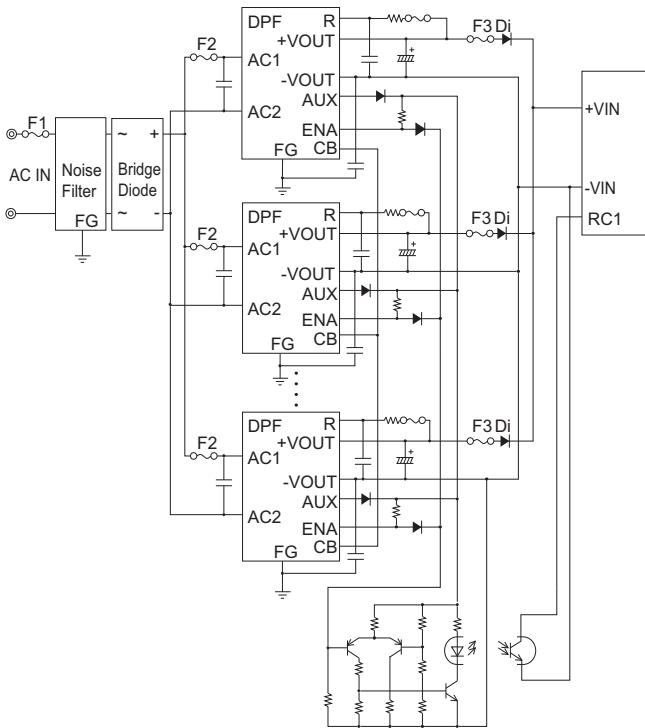 DPF
R
+VOUT
AC1
-VOUT
AUX
AC2
ENA
CB
FG
F2
F3 Di
F1
AC IN
Noise
Filter
FG
~ +
Bridge
Diode
~ -
+
+VIN
-VIN
RC1
F2
DPF
R
+VOUT
AC1
-VOUT
AUX
AC2
ENA
CB
FG
+
F3 Di
F2
DPF
R
+VOUT
AC1
-VOUT
AUX
AC2
ENA
CB
FG
+
F3 Di